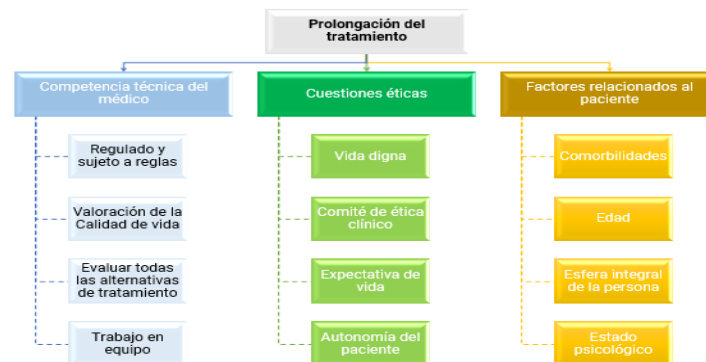 Prolongación del
tratamiento
Competencia técnica del
médico
Cuestiones éticas
Factores relacionados al
paciente
Regulado y
sujeto a reglas
Vida digna
Comorbilidades
Valoración de la
Calidad de vida
Comité de ética
clínico
Edad
Evaluar todas
las alternativas
de tratamiento
Expectativa de
vida
Esfera integral
de la persona
Trabajo en
equipo
Autonomía del
paciente
Estado
psicológico